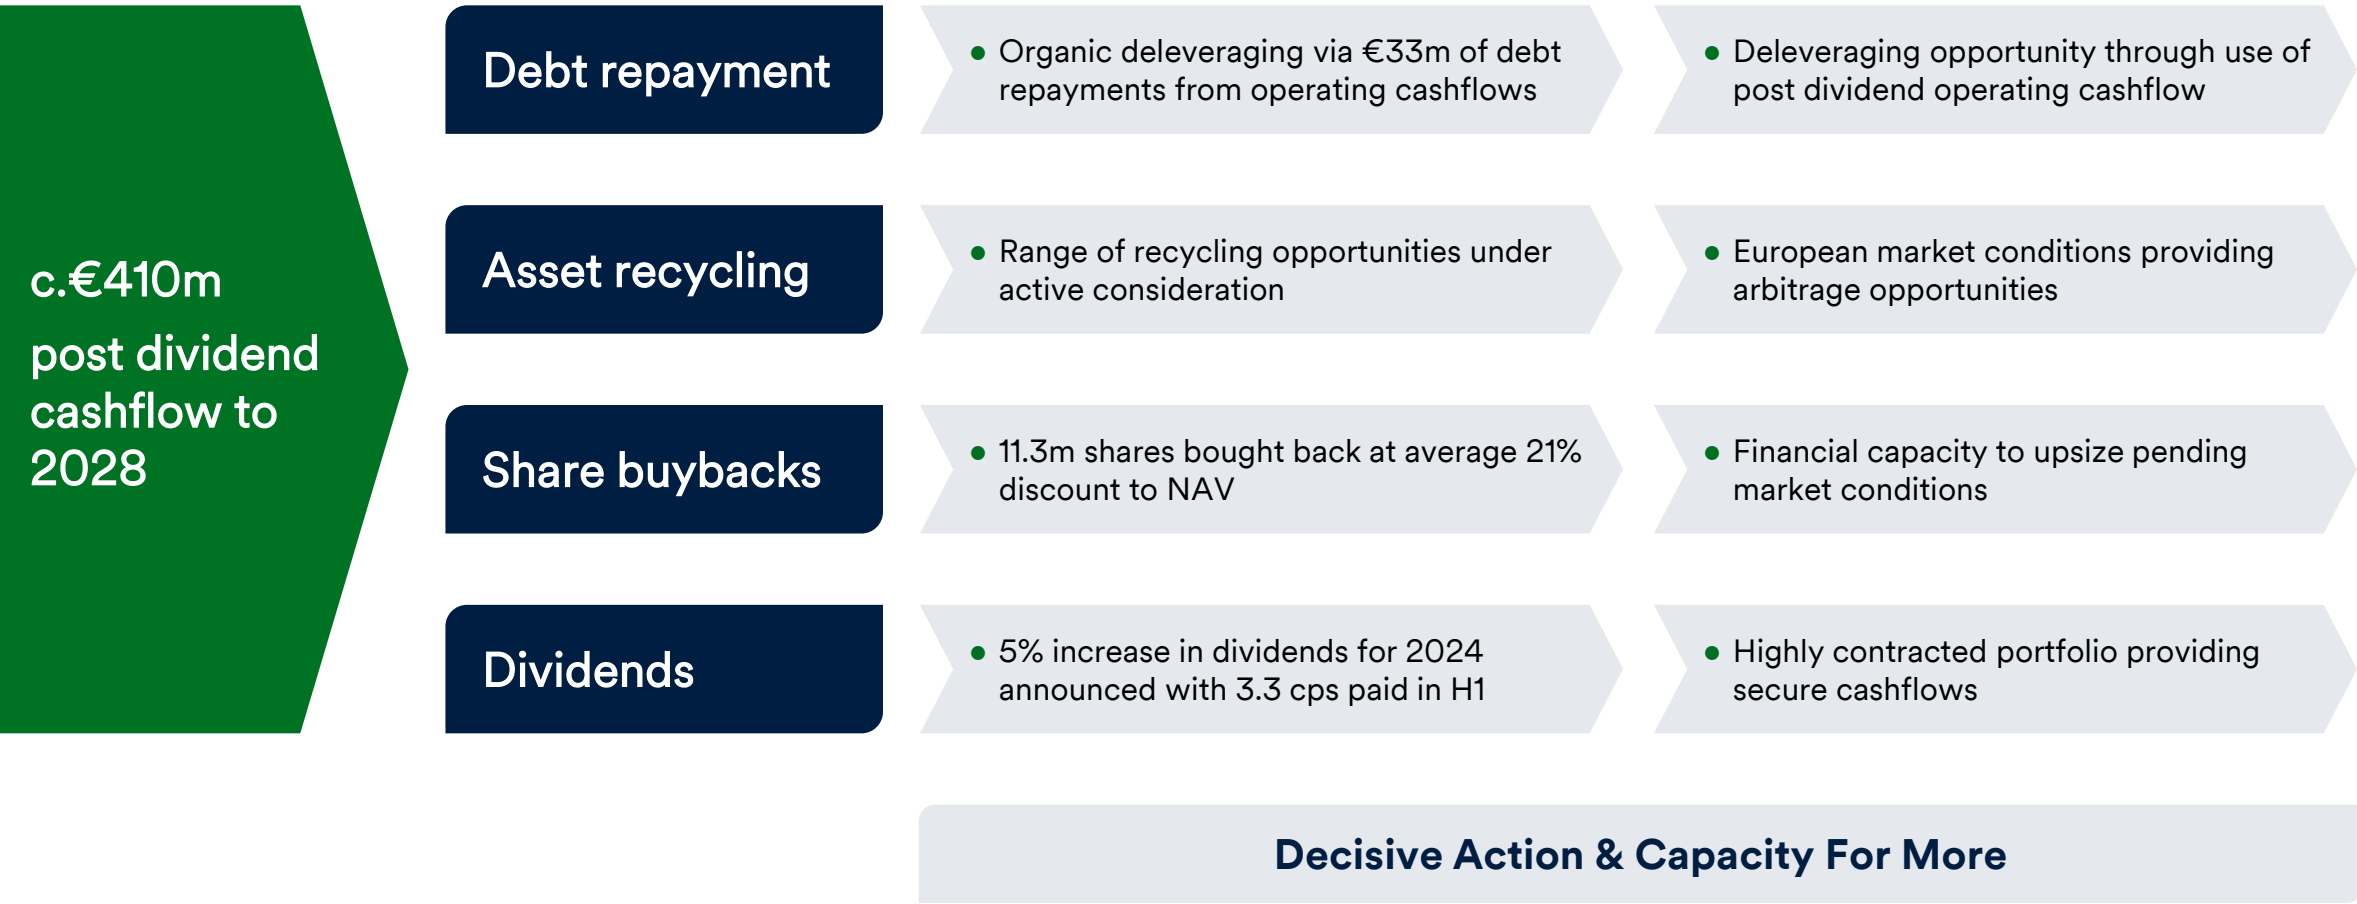 c.€410m
post dividend
cashflow to
2028
Debt repayment
• Organic deleveraging via €33m of debt
repayments from operating cashflows
• Deleveraging opportunity through use of
post dividend operating cashflow
Asset recycling
• Range of recycling opportunities under
active consideration
• European market conditions providing
arbitrage opportunities
Share buybacks
• 11.3m shares bought back at average 21%
discount to NAV
• Financial capacity to upsize pending
market conditions
Dividends
• 5% increase in dividends for 2024
announced with 3.3 cps paid in H1
• Highly contracted portfolio providing
secure cashflows
Decisive Action & Capacity For More